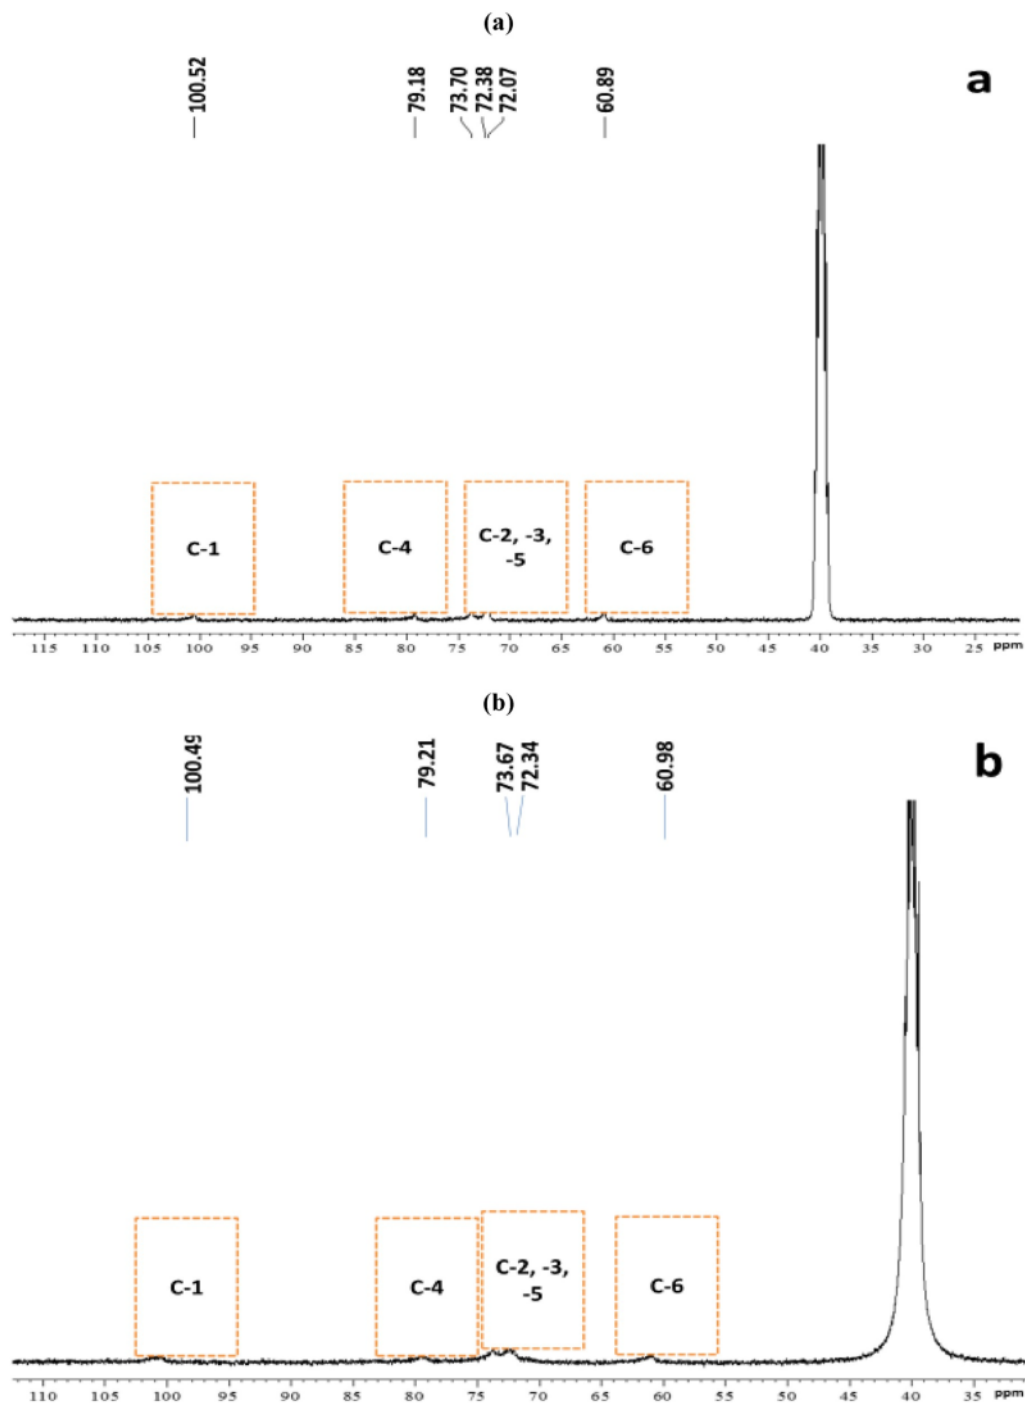 (a)
100.52
79.18
73.70
72.38
72.07
60.89
a
C-1
C-4
C-2, -3,
-5
C-6
115 110 105 100 95 90 85 80 75 70 65 60 55 50 45 40 35 30 25 ppm
(b)
100.49
79.21
73.67
72.34
60.98
b
C-1
C-4
C-2, -3,
-5
C-6
110 105 100 95 90 85 80 75 70 65 60 55 50 45 40 35 ppm